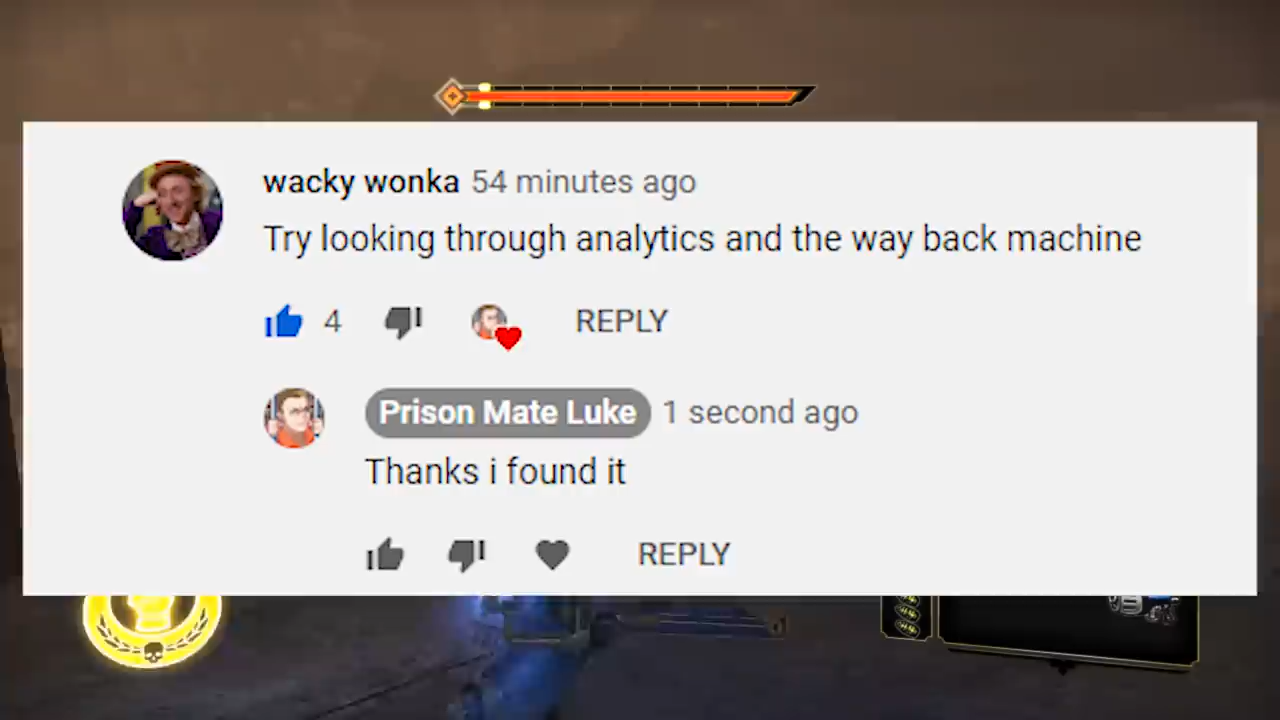 wacky wonka 54 minutes ago
Try looking through analytics and the way back machine
4 REPLY
Prison Mate Luke 1 second ago
Thanks i found it
REPLY